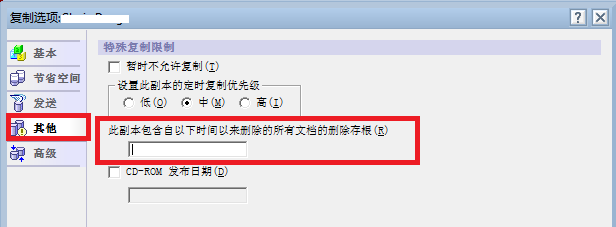 复制选项:
基本
节省空间
发送
其他
高级
特殊复制限制
暂时不允许复制(T)
设置此副本的定时复制优先级
低(O) 中(M) 高(I)
此副本包含自以下时间以来删除的所有文档的删除存根(R)
CD-ROM 发布日期(D)